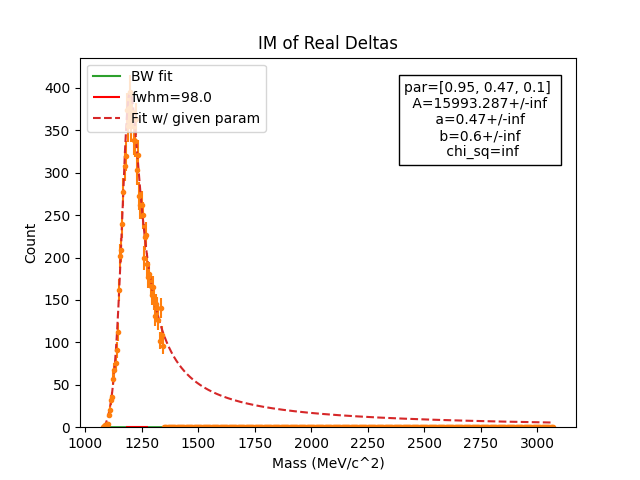 IM of Real Deltas
BW fit
fwhm=98.0
Fit w/ given param
par=[0.95, 0.47, 0.1]
A=15993.287+/-inf
a=0.47+/-inf
b=0.6+/-inf
chi_sq=inf
400
350
300
250
200
150
100
50
0
Count
1000 1250 1500 1750 2000 2250 2500 2750 3000
Mass (MeV/c^2)